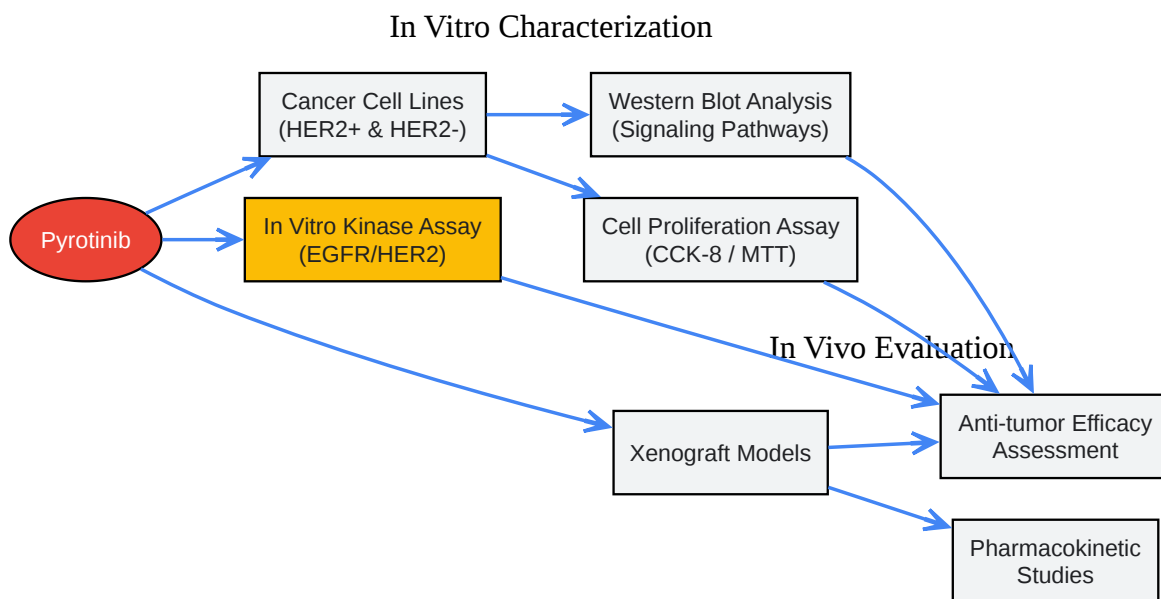 In Vitro Characterization
Cancer Cell Lines
(HER2+ & HER2-)
Western Blot Analysis
(Signaling Pathways)
Pyrotinib
In Vitro Kinase Assay
(EGFR/HER2)
Cell Proliferation Assay
(CCK-8 / MTT)
In Vivo Evaluation
Xenograft Models
Anti-tumor Efficacy
Assessment
Pharmacokinetic
Studies